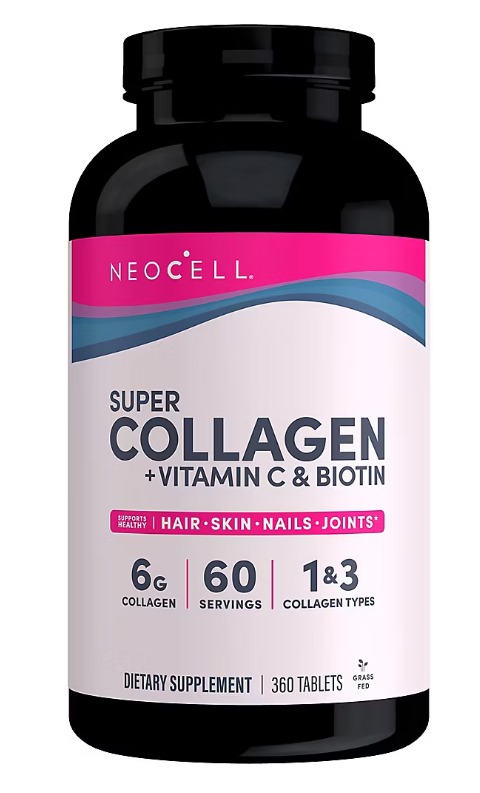 NEOCELL®
SUPER
COLLAGEN
+ VITAMIN C & BIOTIN
SUPPORTS HEALTHY | HAIR • SKIN • NAILS • JOINTS*
6G COLLAGEN | 60 SERVINGS | 1&3 COLLAGEN TYPES
DIETARY SUPPLEMENT | 360 TABLETS GRASS FED